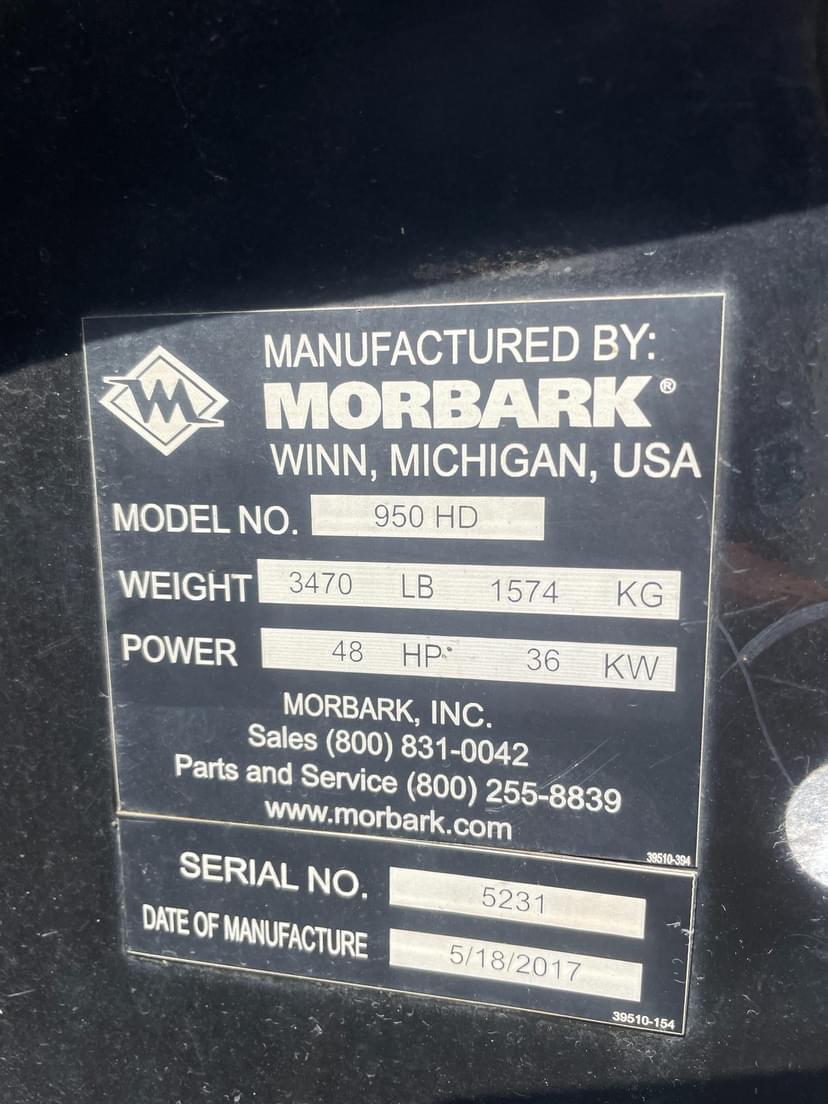 MANUFACTURED BY:
MORBARK®
WINN, MICHIGAN, USA
MODEL NO. 950 HD
WEIGHT 3470 LB 1574 KG
POWER 48 HP 36 KW
MORBARK, INC.
Sales (800) 831-0042
Parts and Service (800) 255-8839
www.morbark.com
39510-394
SERIAL NO. 5231
DATE OF MANUFACTURE 5/18/2017
39510-154